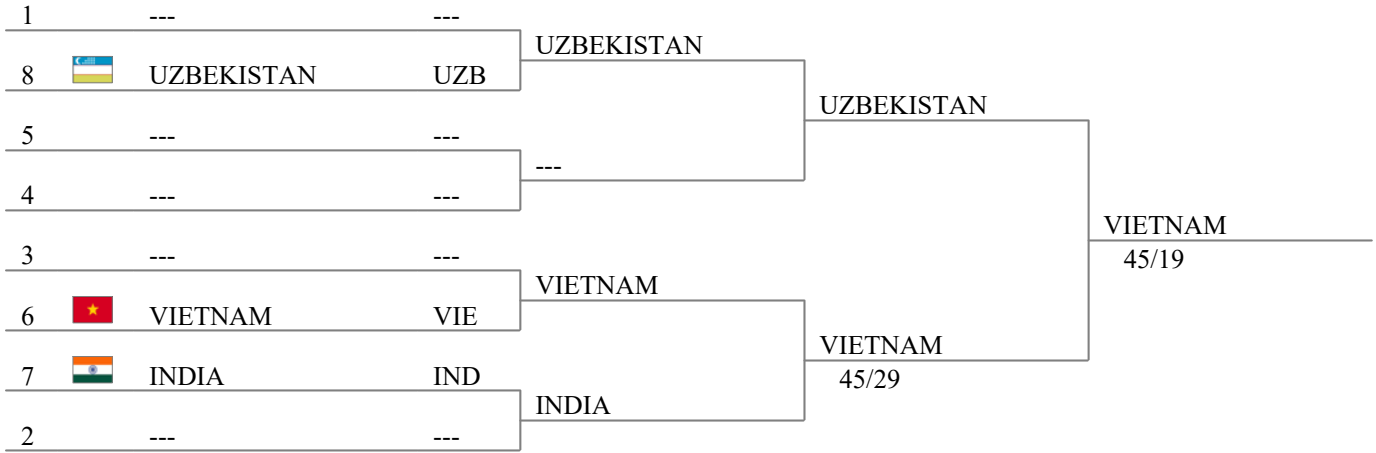 1 --- ---
UZBEKISTAN
8 UZBEKISTAN UZB
UZBEKISTAN
5 --- ---
---
4 --- ---
VIETNAM
45/19
3 --- ---
VIETNAM
6 VIETNAM VIE
VIETNAM
45/29
7 INDIA IND
INDIA
2 --- ---